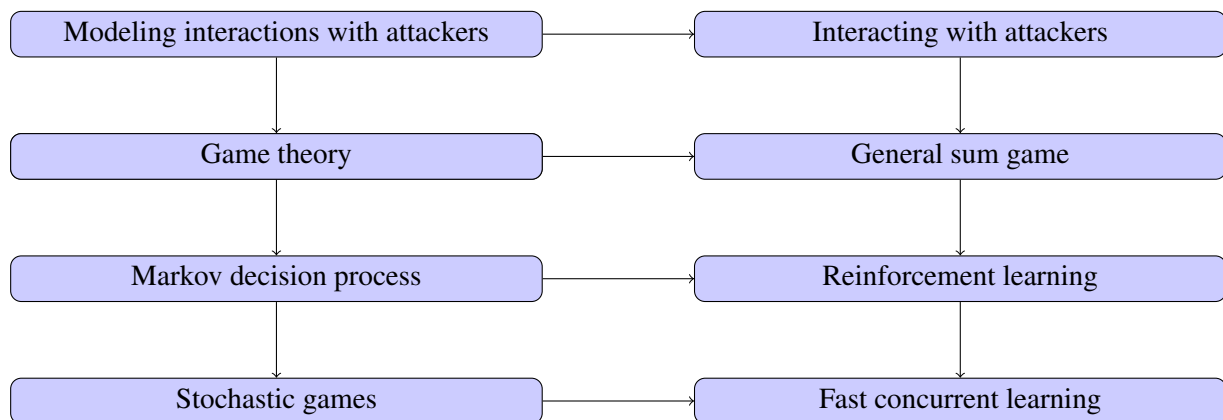 Modeling interactions with attackers
Interacting with attackers
Game theory
General sum game
Markov decision process
Reinforcement learning
Stochastic games
Fast concurrent learning